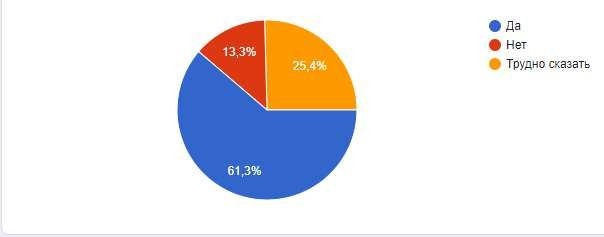 Да
Нет
Трудно сказать
13,3%
25,4%
61,3%